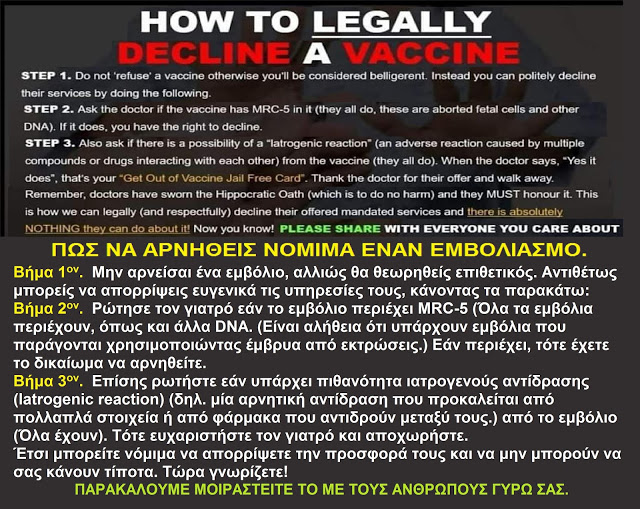 HOW TO LEGALLY
DECLINE A VACCINE
STEP 1. Do not 'refuse' a vaccine otherwise you'll be considered belligerent. Instead you can politely decline
their services by doing the following.
STEP 2. Ask the doctor if the vaccine has MRC-5 in it (they all do, these are aborted fetal cells and other
DNA). If it does, you have the right to decline.
STEP 3. Also ask if there is a possibility of a "Iatrogenic reaction" (an adverse reaction caused by multiple
compounds or drugs interacting with each other) from the vaccine (they all do). When the doctor says, "Yes it
does", that's your "Get Out of Vaccine Jail Free Card". Thank the doctor for their offer and walk away.
Remember, doctors have sworn the Hippocratic Oath (which is to do no harm) and they MUST honour it. This
is how we can legally (and respectfully) decline their offered mandated services and there is absolutely
NOTHING they can do about it! Now you know! PLEASE SHARE WITH EVERYONE YOU CARE ABOUT
ΠΩΣ ΝΑ ΑΡΝΗΘΕΙΣ ΝΟΜΙΜΑ ΕΝΑΝ ΕΜΒΟΛΙΑΣΜΟ.
Βήμα 1ον. Μην αρνείσαι ένα εμβόλιο, αλλιώς θα θεωρηθείς επιθετικός. Αντιθέτως
μπορείς να απορρίψεις ευγενικά τις υπηρεσίες τους, κάνοντας τα παρακάτω:
Βήμα 2ον. Ρώτησε τον γιατρό εάν το εμβόλιο περιέχει MRC-5 (Όλα τα εμβόλια
περιέχουν, όπως και άλλα DNA. (Είναι αλήθεια ότι υπάρχουν εμβόλια που
παράγονται χρησιμοποιώντας έμβρυα από εκτρώσεις.) Εάν περιέχει, τότε έχετε
το δικαίωμα να αρνηθείτε.
Βήμα 3ον. Επίσης ρωτήστε εάν υπάρχει πιθανότητα ιατρογενούς αντίδρασης
(Iatrogenic reaction) (δηλ. μία αρνητική αντίδραση που προκαλείται από
πολλαπλά στοιχεία ή από φάρμακα που αντιδρούν μεταξύ τους.) από το εμβόλιο
(Όλα έχουν). Τότε ευχαριστήστε τον γιατρό και αποχωρήστε.
Έτσι μπορείτε νόμιμα να απορρίψετε την προσφορά τους και να μην μπορούν να
σας κάνουν τίποτα. Τώρα γνωρίζετε!
ΠΑΡΑΚΑΛΟΥΜΕ ΜΟΙΡΑΣΤΕΙΤΕ ΤΟ ΜΕ ΤΟΥΣ ΑΝΘΡΩΠΟΥΣ ΓΥΡΩ ΣΑΣ.